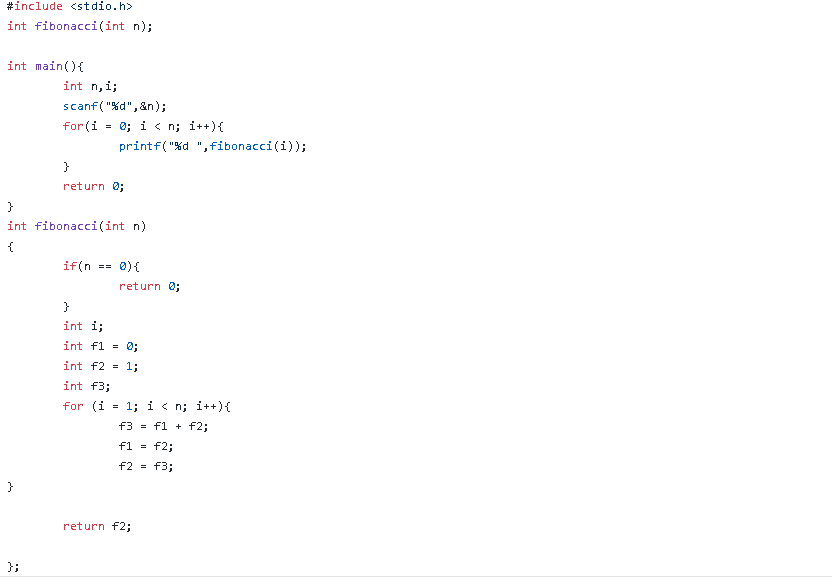 #include <stdio.h>
int fibonacci(int n);

int main(){
        int n,i;
        scanf("%d",&n);
        for(i = 0; i < n; i++){
                printf("%d ",fibonacci(i));
        }
        return 0;
}
int fibonacci(int n)
{
        if(n == 0){
                return 0;
        }
        int i;
        int f1 = 0;
        int f2 = 1;
        int f3;
        for (i = 1; i < n; i++){
                f3 = f1 + f2;
                f1 = f2;
                f2 = f3;
}

        return f2;

};